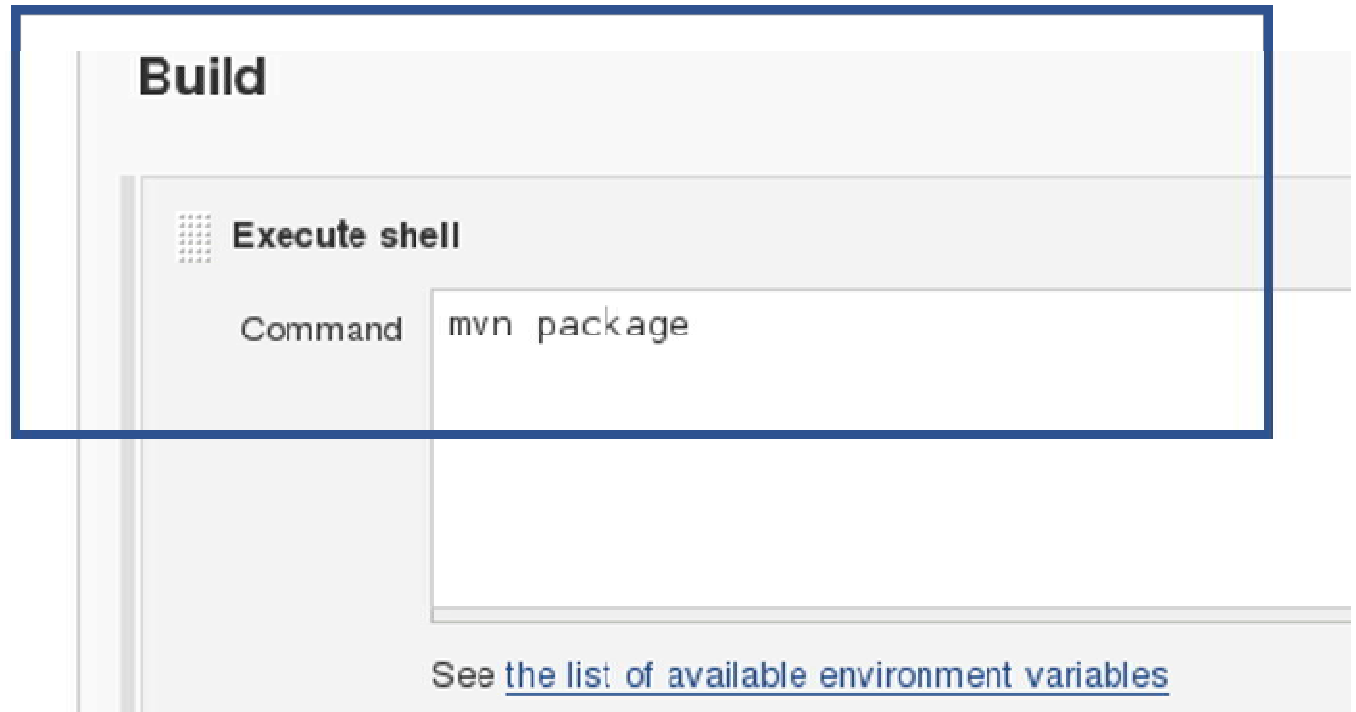 Build
Execute shell
Command
mvn package
See the list of available environment variables